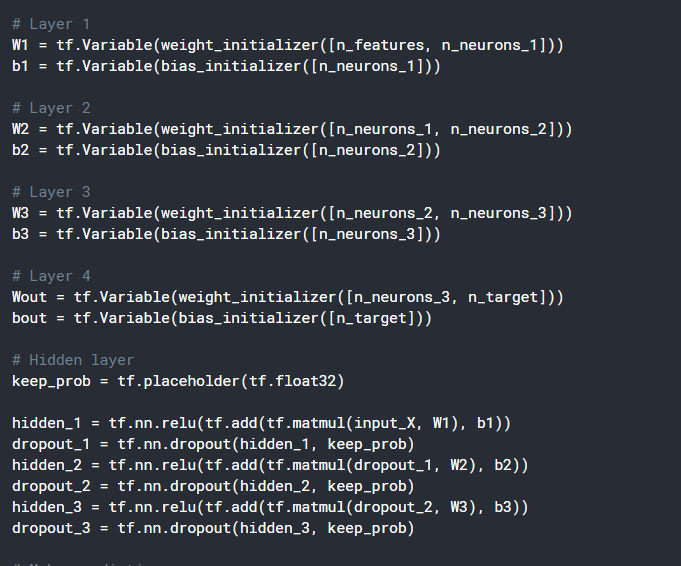 # Layer 1
W1 = tf.Variable(weight_initializer([n_features, n_neurons_1]))
b1 = tf.Variable(bias_initializer([n_neurons_1]))
# Layer 2
W2 = tf.Variable(weight_initializer([n_neurons_1, n_neurons_2]))
b2 = tf.Variable(bias_initializer([n_neurons_2]))
# Layer 3
W3 = tf.Variable(weight_initializer([n_neurons_2, n_neurons_3]))
b3 = tf.Variable(bias_initializer([n_neurons_3]))
# Layer 4
Wout = tf.Variable(weight_initializer([n_neurons_3, n_target]))
bout = tf.Variable(bias_initializer([n_target]))
# Hidden layer
keep_prob = tf.placeholder(tf.float32)
hidden_1 = tf.nn.relu(tf.add(tf.matmul(input_X, W1), b1))
dropout_1 = tf.nn.dropout(hidden_1, keep_prob)
hidden_2 = tf.nn.relu(tf.add(tf.matmul(dropout_1, W2), b2))
dropout_2 = tf.nn.dropout(hidden_2, keep_prob)
hidden_3 = tf.nn.relu(tf.add(tf.matmul(dropout_2, W3), b3))
dropout_3 = tf.nn.dropout(hidden_3, keep_prob)